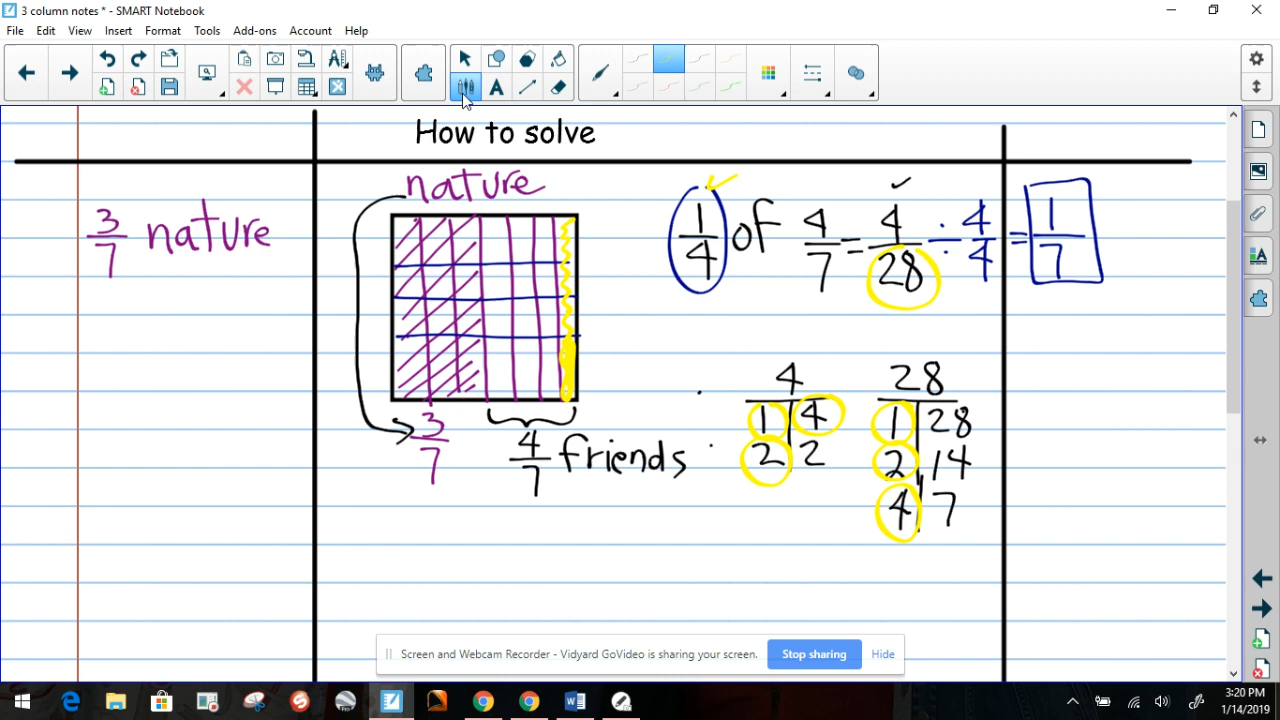 3 column notes * - SMART Notebook
File Edit View Insert Format Tools Add-ons Account Help
How to solve
3/7 nature
nature
1/4 of 4/7 = 4/28 ÷ 4/4 = 1/7
3/7
4/7 friends
4
1 4
2 2
28
1 28
2 14
4 7
Screen and Webcam Recorder - Vidyard GoVideo is sharing your screen. Stop sharing Hide
3:20 PM
1/14/2019